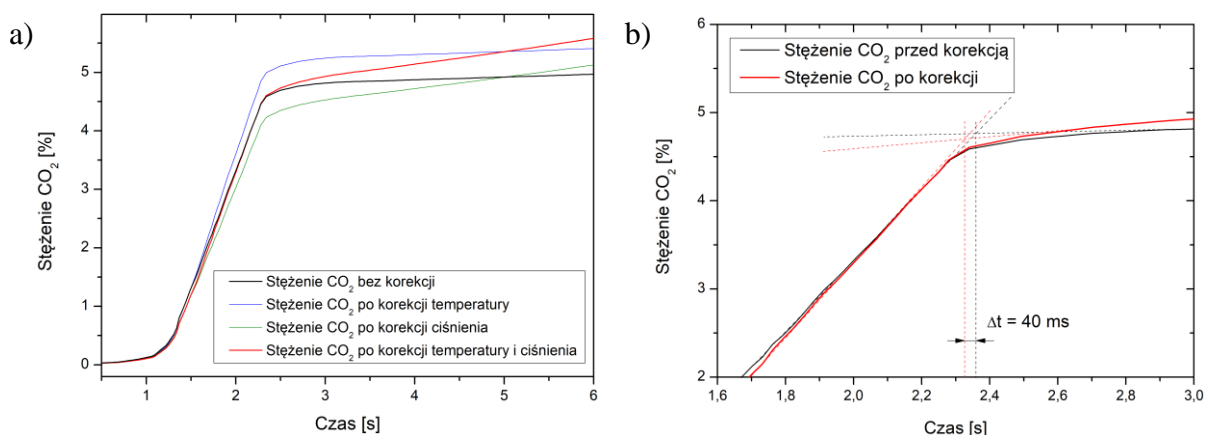 a)
Stężenie CO2 [%]
5
5
4
3
2
1
0
Stężenie CO2 bez korekcji
Stężenie CO2 po korekcji temperatury
Stężenie CO2 po korekcji ciśnienia
Stężenie CO2 po korekcji temperatury i ciśnienia
1 2 3 4 5 6
Czas [s]
b)
Stężenie CO2 [%]
6
5
4
3
2
Stężenie CO2 przed korekcją
Stężenie CO2 po korekcji
Δt = 40 ms
1,6 1,8 2,0 2,2 2,4 2,6 2,8 3,0
Czas [s]